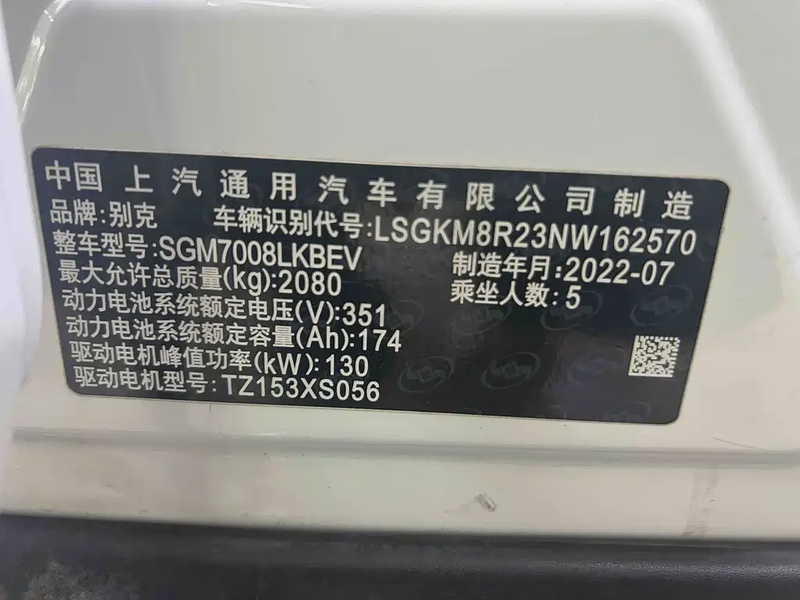 中国 上汽通用汽车有限公司制造
品牌:别克 车辆识别代号:LSGKM8R23NW162570
整车型号:SGM7008LKBEV 制造年月:2022-07
最大允许总质量(kg):2080 乘坐人数:5
动力电池系统额定电压(V):351
动力电池系统额定容量(Ah):174
驱动电机峰值功率(kW):130
驱动电机型号:TZ153XS056